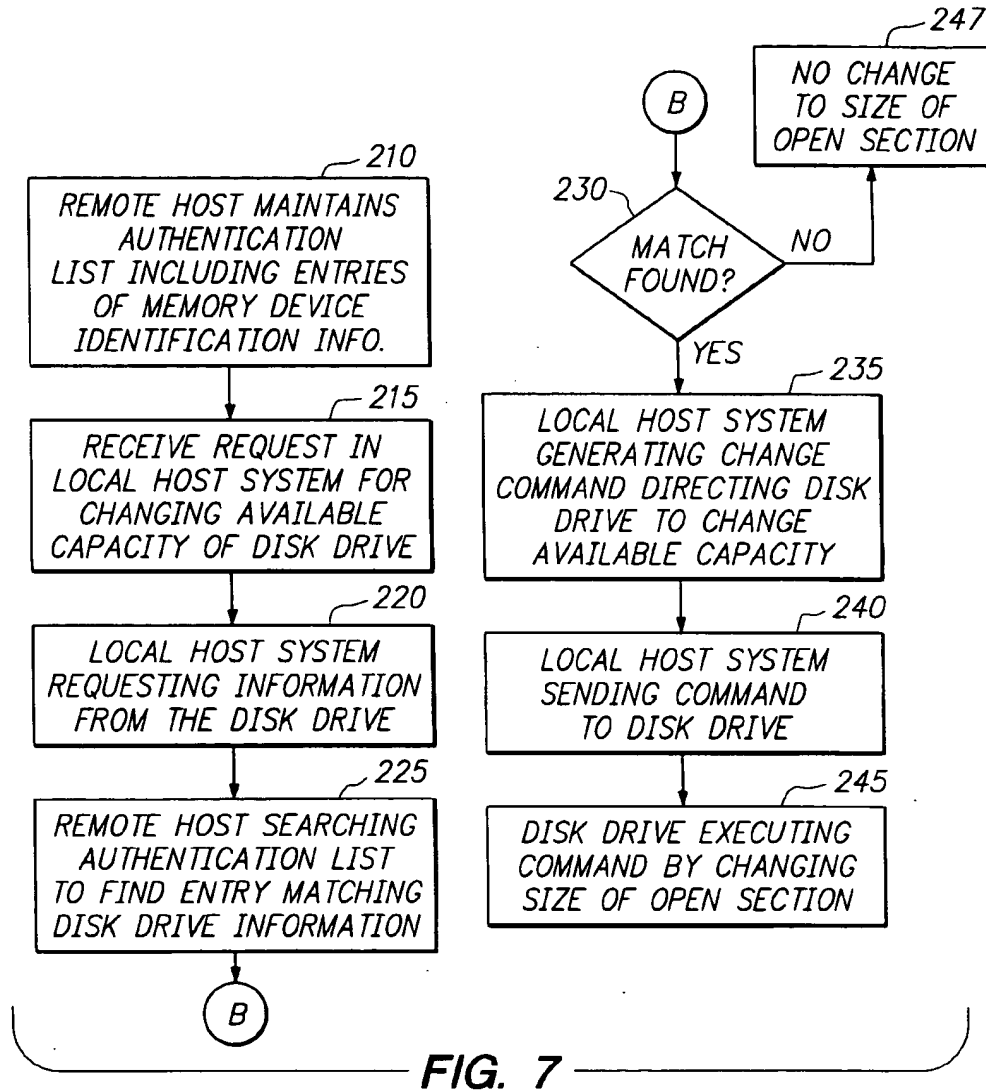 210
REMOTE HOST MAINTAINS
AUTHENTICATION
LIST INCLUDING ENTRIES
OF MEMORY DEVICE
IDENTIFICATION INFO.
215
RECEIVE REQUEST IN
LOCAL HOST SYSTEM FOR
CHANGING AVAILABLE
CAPACITY OF DISK DRIVE
220
LOCAL HOST SYSTEM
REQUESTING INFORMATION
FROM THE DISK DRIVE
225
REMOTE HOST SEARCHING
AUTHENTICATION LIST
TO FIND ENTRY MATCHING
DISK DRIVE INFORMATION
B
B
230
MATCH
FOUND?
NO
247
NO CHANGE
TO SIZE OF
OPEN SECTION
YES
235
LOCAL HOST SYSTEM
GENERATING CHANGE
COMMAND DIRECTING DISK
DRIVE TO CHANGE
AVAILABLE CAPACITY
240
LOCAL HOST SYSTEM
SENDING COMMAND
TO DISK DRIVE
245
DISK DRIVE EXECUTING
COMMAND BY CHANGING
SIZE OF OPEN SECTION
FIG. 7